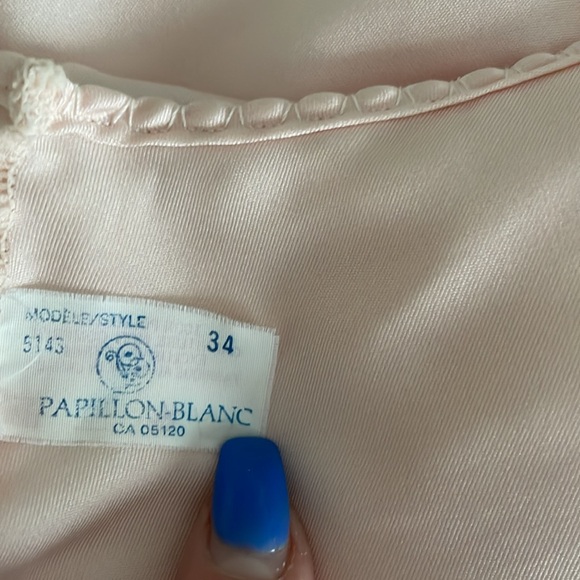 MODÈLE/STYLE
5143 34
PAPILLON-BLANC
CA 05120